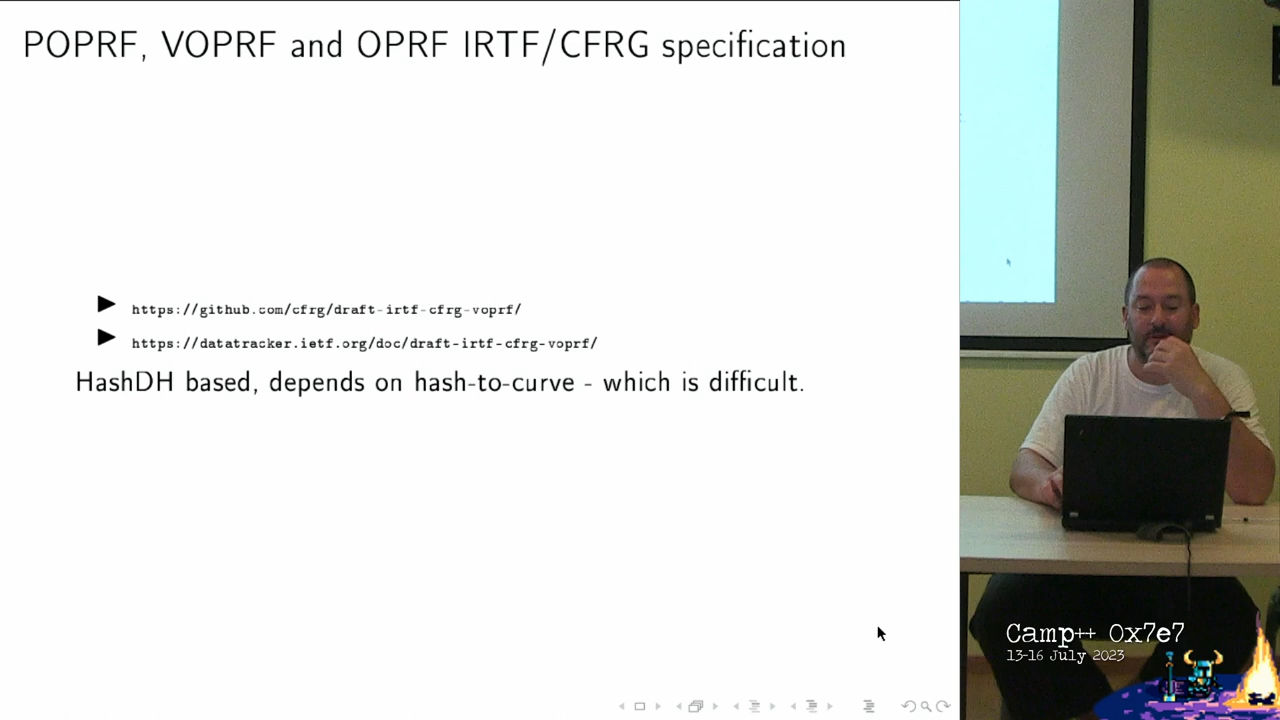 POPRF, VOPRF and OPRF IRTF/CFRG specification
https://github.com/cfrg/draft-irtf-cfrg-voprf/
https://datatracker.ietf.org/doc/draft-irtf-cfrg-voprf/
HashDH based, depends on hash-to-curve - which is difficult.
Camp++ 0x7e7
13-16 July 2023